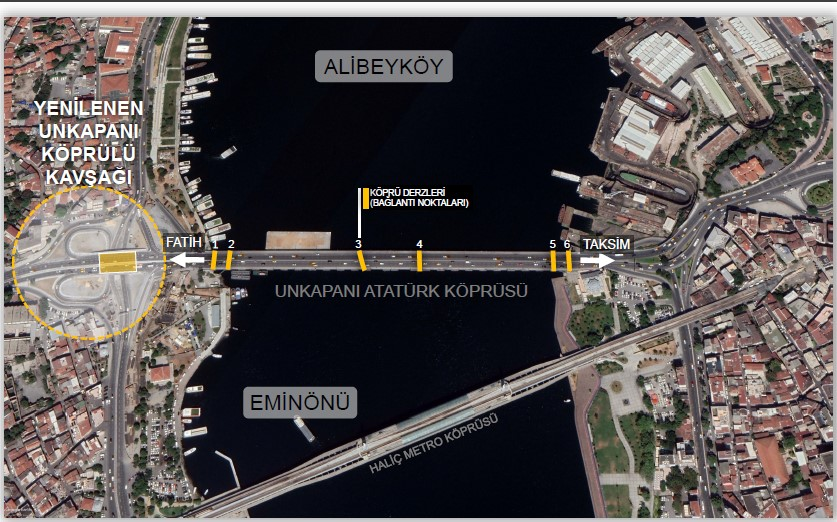 ALİBEYKÖY
YENİLENEN
UNKAPANI
KÖPRÜLÜ
KAVŞAĞI
KÖPRÜ DERZLERİ
(BAĞLANTI NOKTALARI)
FATİH
1
2
3
4
5
6
TAKSİM
UNKAPANI ATATÜRK KÖPRÜSÜ
EMİNÖNÜ
HALİÇ METRO KÖPRÜSÜ